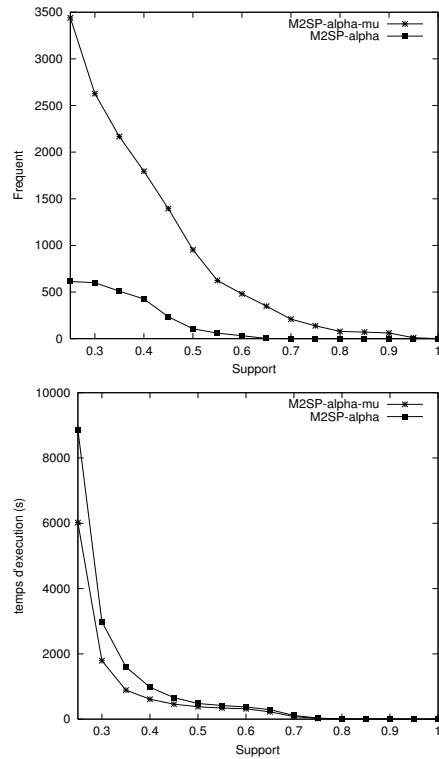 3500
3000
2500
2000
1500
1000
500
0
Frequent
M2SP-alpha-mu
M2SP-alpha
0.3 0.4 0.5 0.6 0.7 0.8 0.9 1
Support
10000
8000
6000
4000
2000
0
temps d'execution (s)
M2SP-alpha-mu
M2SP-alpha
0.3 0.4 0.5 0.6 0.7 0.8 0.9 1
Support